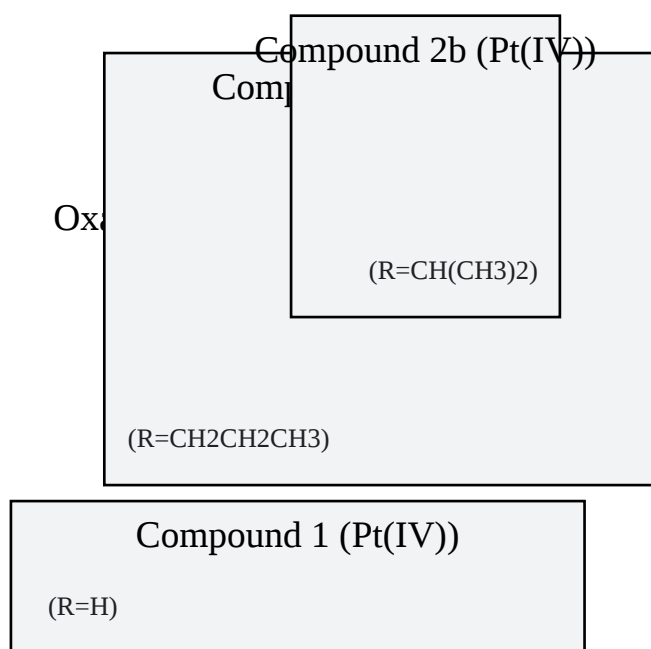 Compound 2b (Pt(IV))
(R=CH(CH3)2)
(R=CH2CH2CH3)
Compound 1 (Pt(IV))
(R=H)